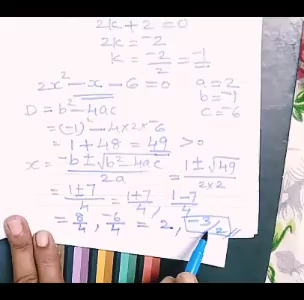 2k + 2 = 0
2k = -2
k = -2/2 = -1/1
2x² - x - 6 = 0 a = 2
D = b² - 4ac b = -1
= (-1)² - 4×2×-6 c = -6
= 1 + 48 = 49 > 0
x = -b ± √b² - 4ac / 2a = 1 ± √49 / 2×2
= 1±7/4 = 1+7/4 , 1-7/4
= 8/4 , -6/4 = 2 , -3/2 //